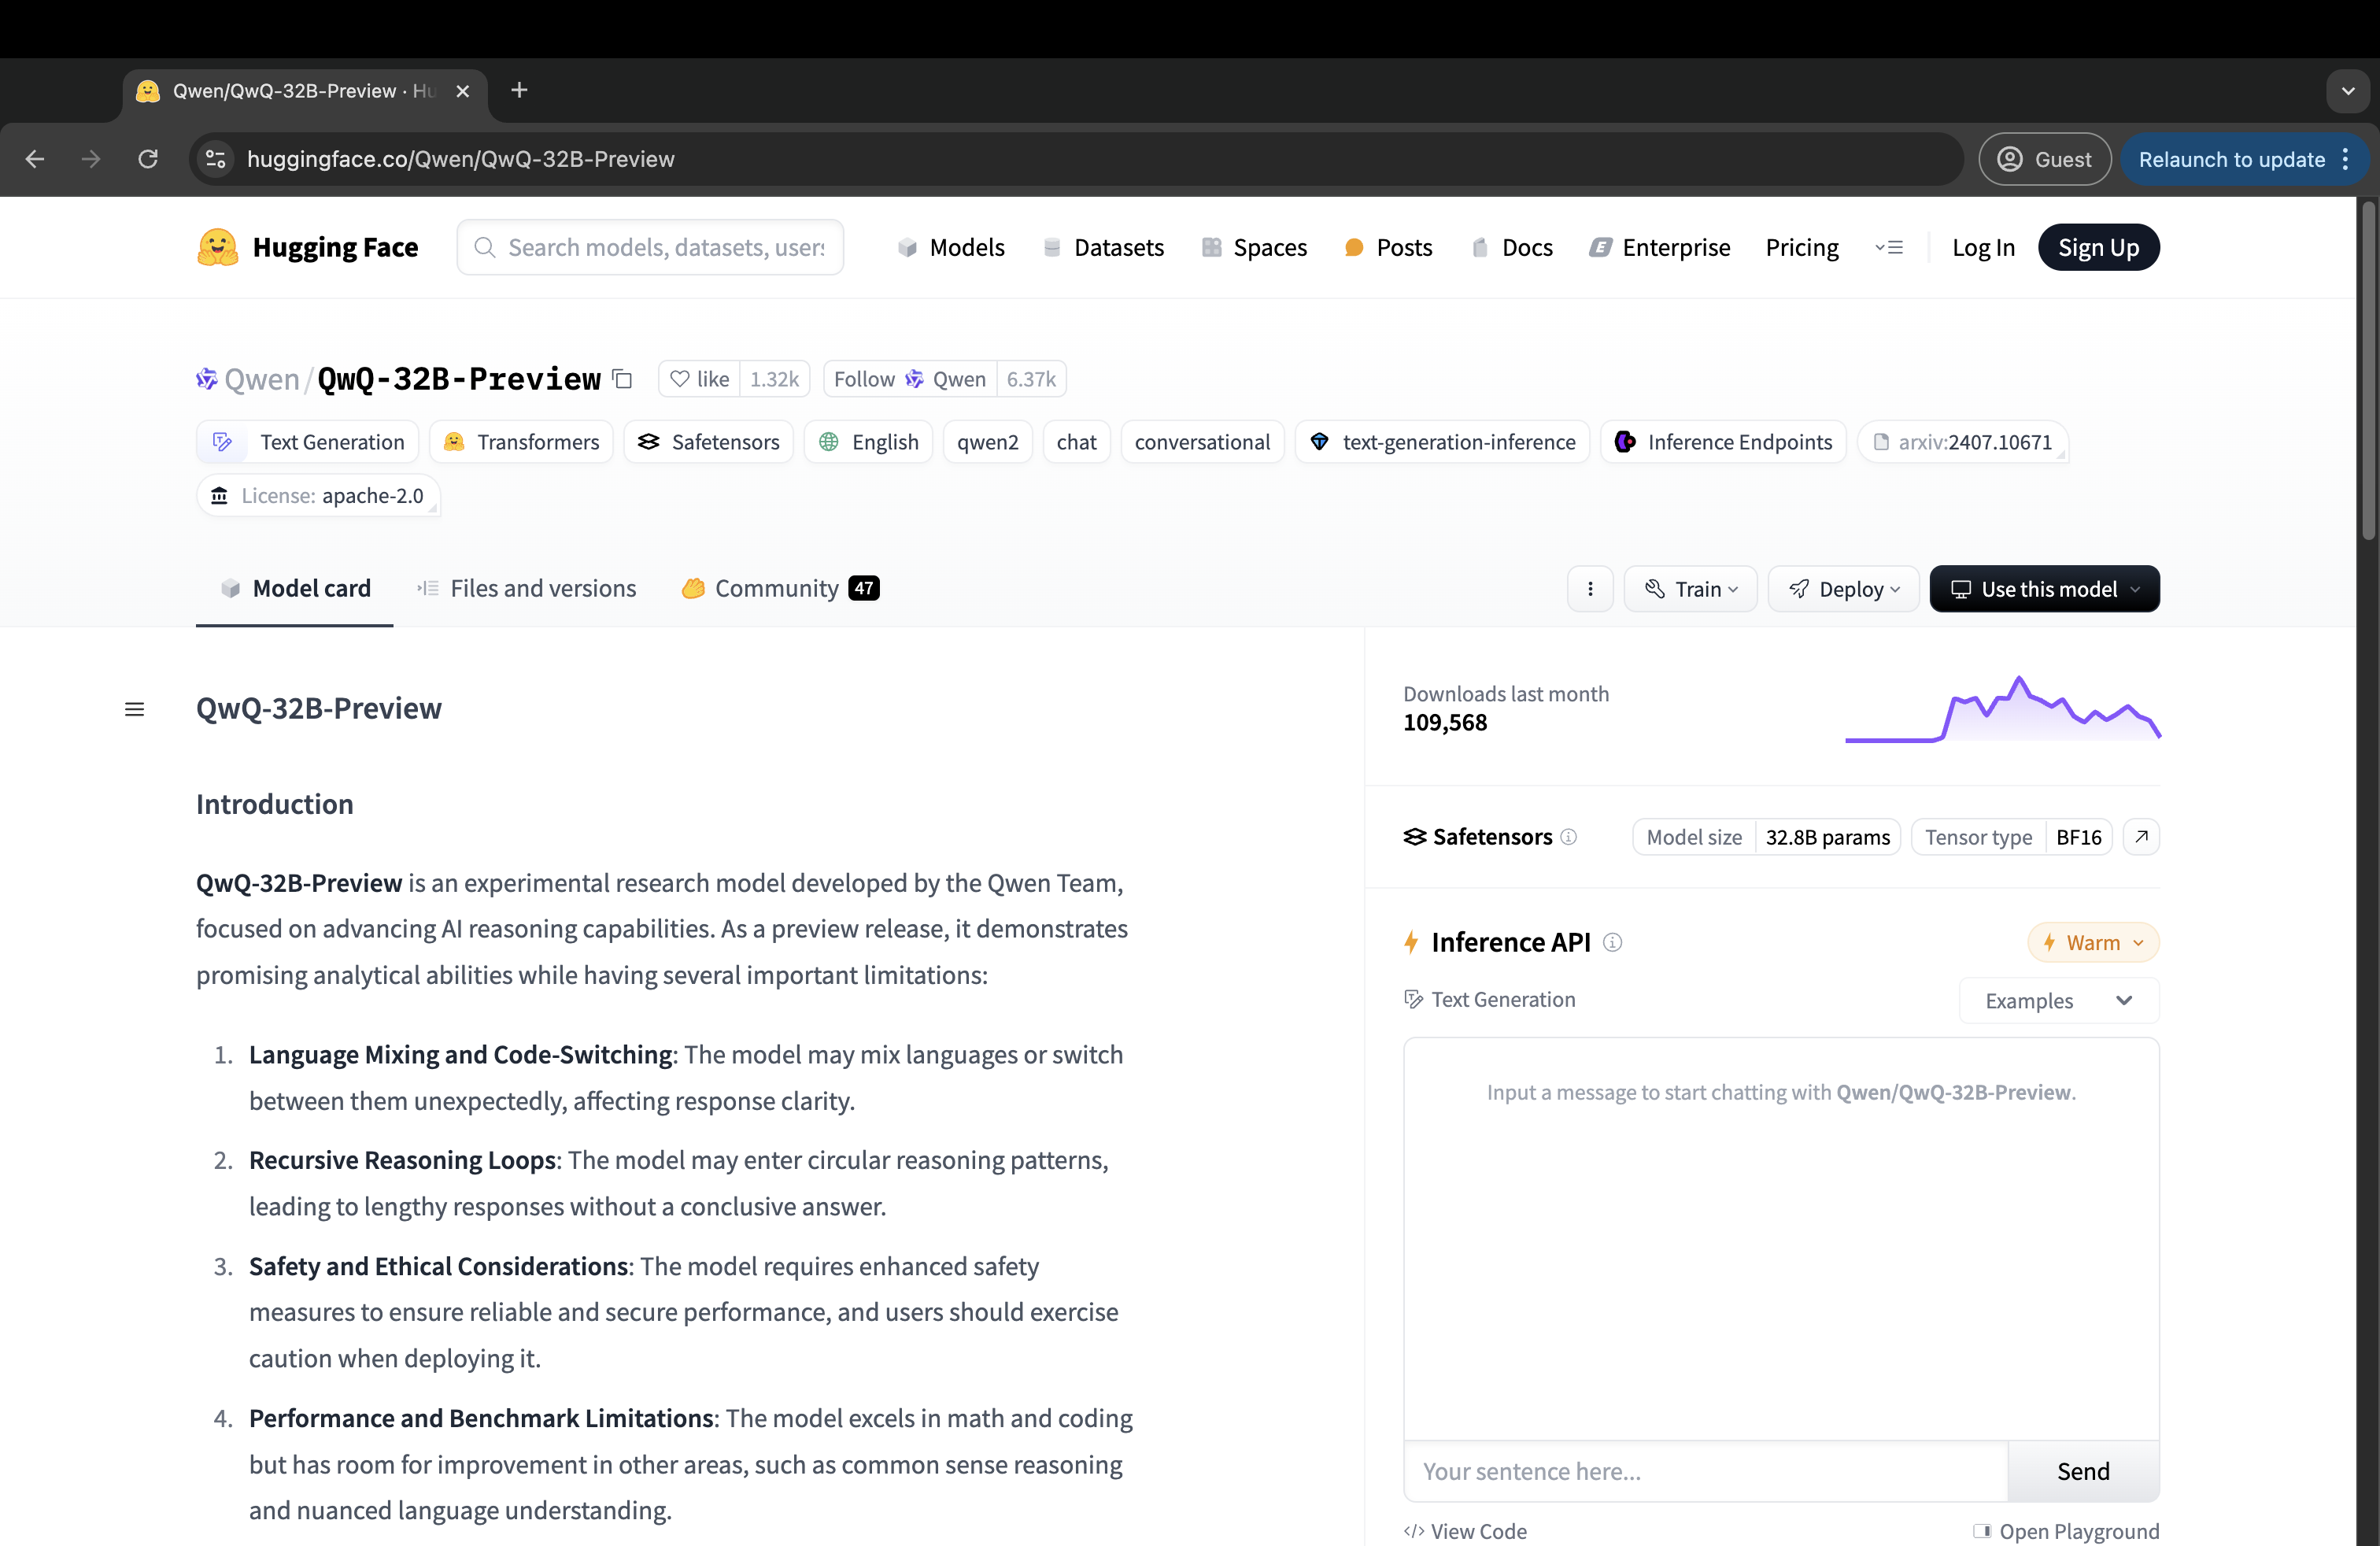 Qwen/QwQ-32B-Preview · Hu
huggingface.co/Qwen/QwQ-32B-Preview
Guest
Relaunch to update
Hugging Face
Search models, datasets, users
Models
Datasets
Spaces
Posts
Docs
Enterprise
Pricing
Log In
Sign Up
Qwen/QwQ-32B-Preview
like 1.32k
Follow Qwen 6.37k
Text Generation
Transformers
Safetensors
English
qwen2
chat
conversational
text-generation-inference
Inference Endpoints
arxiv:2407.10671
License: apache-2.0
Model card
Files and versions
Community 47
Train
Deploy
Use this model
QwQ-32B-Preview
Introduction
QwQ-32B-Preview is an experimental research model developed by the Qwen Team,
focused on advancing AI reasoning capabilities. As a preview release, it demonstrates
promising analytical abilities while having several important limitations:
1. Language Mixing and Code-Switching: The model may mix languages or switch
between them unexpectedly, affecting response clarity.
2. Recursive Reasoning Loops: The model may enter circular reasoning patterns,
leading to lengthy responses without a conclusive answer.
3. Safety and Ethical Considerations: The model requires enhanced safety
measures to ensure reliable and secure performance, and users should exercise
caution when deploying it.
4. Performance and Benchmark Limitations: The model excels in math and coding
but has room for improvement in other areas, such as common sense reasoning
and nuanced language understanding.
Downloads last month
109,568
Safetensors
Model size 32.8B params
Tensor type BF16
Inference API
Warm
Text Generation
Examples
Input a message to start chatting with Qwen/QwQ-32B-Preview.
Your sentence here...
Send
View Code
Open Playground